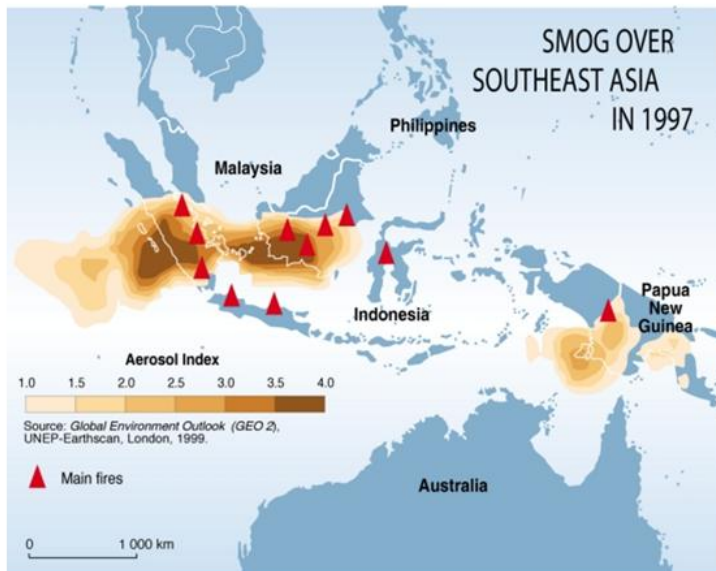 SMOG OVER
SOUTHEAST ASIA
IN 1997
Philippines
Malaysia
Indonesia
Papua
New
Guinea
Aerosol Index
1.0 1.5 2.0 2.5 3.0 3.5 4.0
Source: Global Environment Outlook (GEO 2),
UNEP-Earthscan, London, 1999.
Main fires
Australia
0 1 000 km